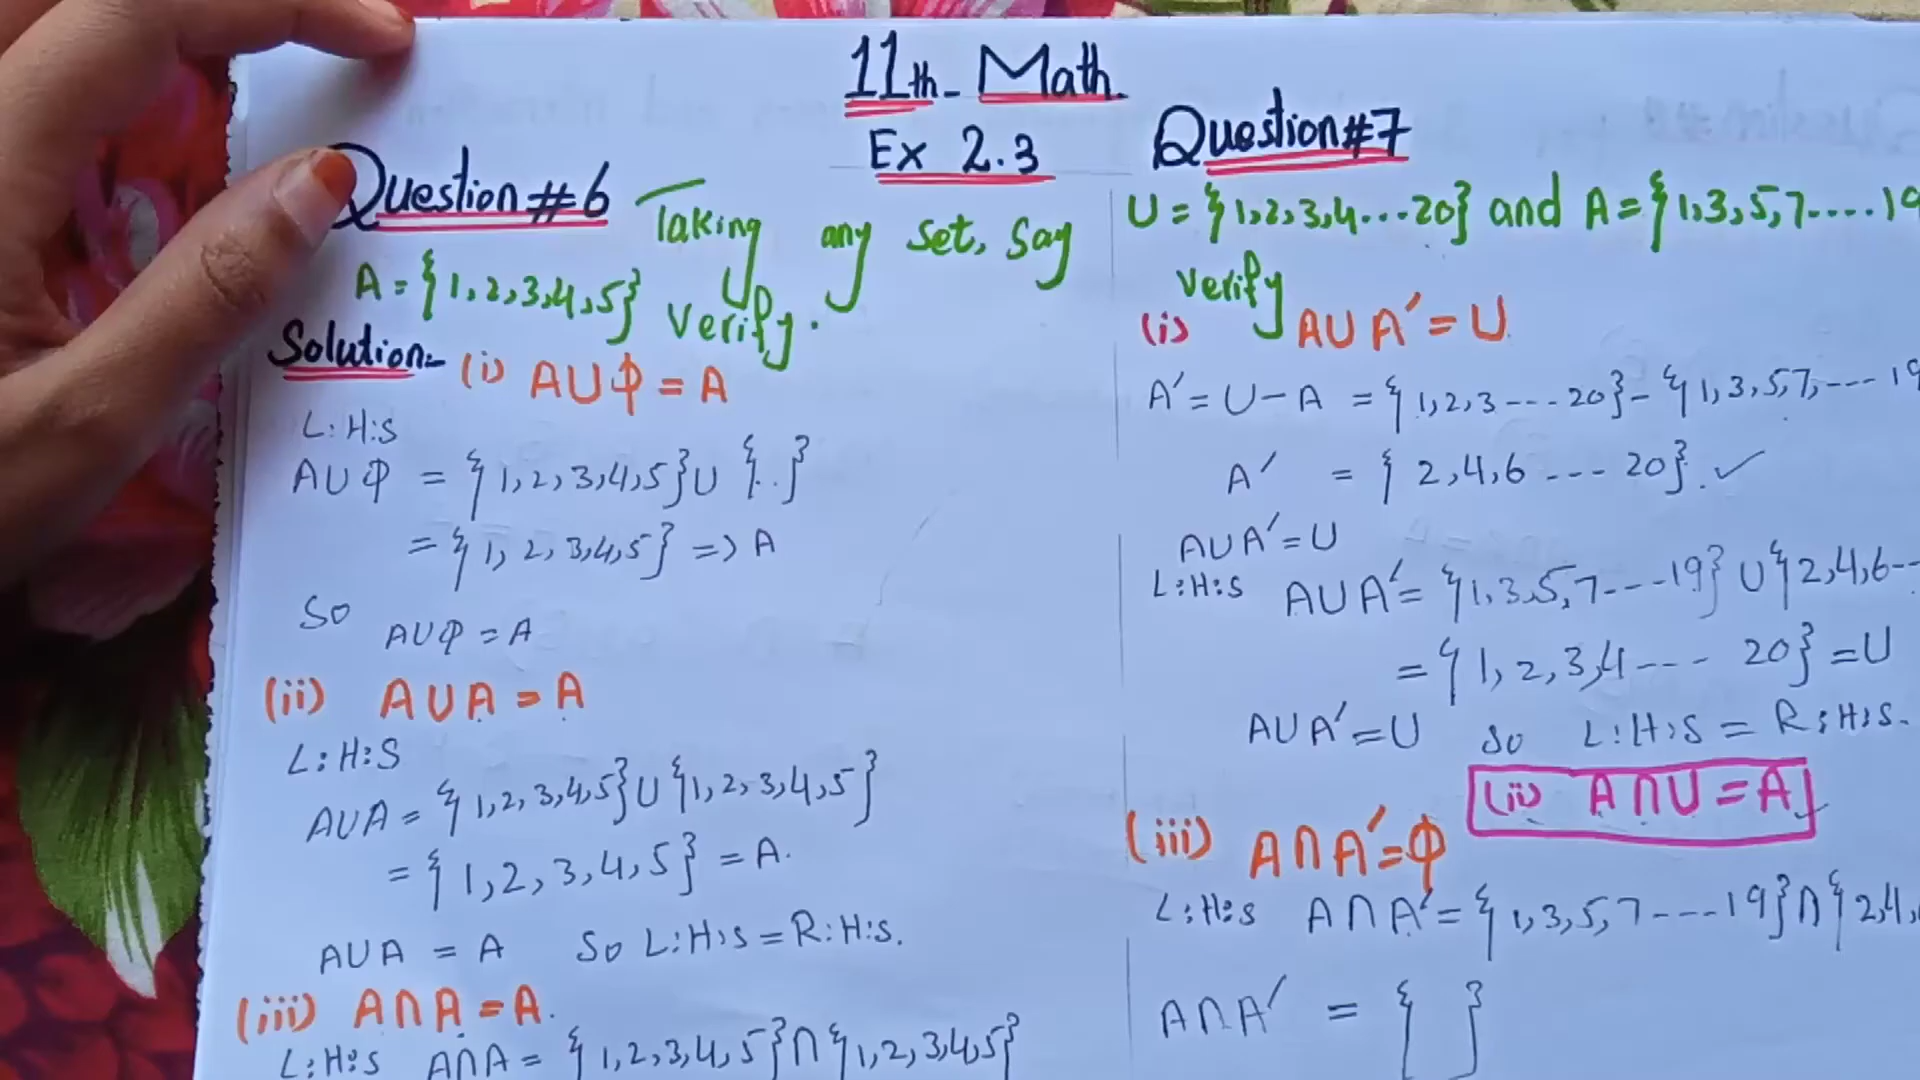 11th- Math.
Ex 2.3
Question#6 Taking any set, say
A = {1,2,3,4,5} verify.
Solution:- (i) A∪Φ = A
L:H:S
A∪Φ = {1,2,3,4,5}∪{..}
= {1,2,3,4,5} => A
So A∪Φ = A
(ii) A∪A = A
L:H:S
A∪A = {1,2,3,4,5}∪{1,2,3,4,5}
= {1,2,3,4,5} = A.
A∪A = A So L:H:S = R:H:S.
(iii) A∩A = A.
L:H:S A∩A = {1,2,3,4,5}∩{1,2,3,4,5}
Question#7
U = {1,2,3,4...20} and A = {1,3,5,7....19
verify
(i) A∪A′ = U
A′ = U-A = {1,2,3---20}-{1,3,5,7,---19
A′ = {2,4,6---20}.✓
A∪A′=U
L:H:S A∪A′= {1,3,5,7---19}∪{2,4,6--
= {1,2,3,4--- 20}=U
A∪A′=U So L:H:S = R:H:S.
(ii) A∩U = A
(iii) A∩A′=Φ
L:H:S A∩A′= {1,3,5,7---19}∩{2,4,
A∩A′ = { }